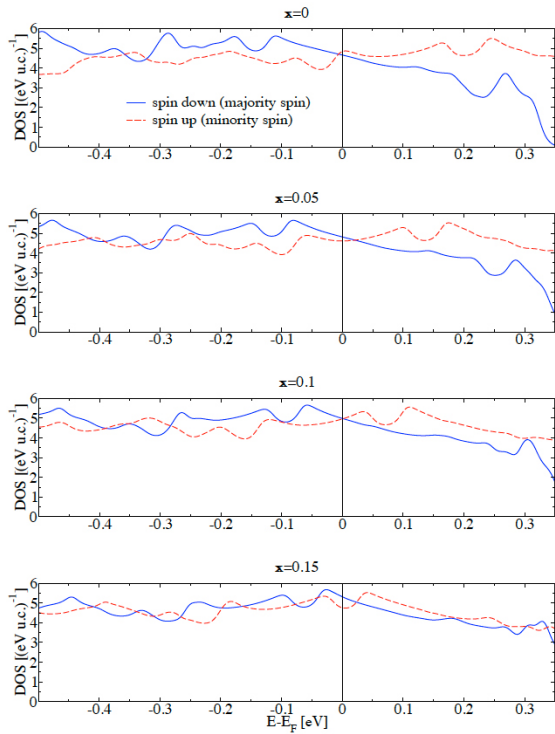 x=0
6
5
4
3
2
1
0
DOS [(eV u.c.)⁻¹
spin down (majority spin)
spin up (minority spin)
-0.4 -0.3 -0.2 -0.1 0 0.1 0.2 0.3
x=0.05
6
5
4
3
2
1
0
DOS [(eV u.c.)⁻¹
-0.4 -0.3 -0.2 -0.1 0 0.1 0.2 0.3
x=0.1
6
5
4
3
2
1
0
DOS [(eV u.c.)⁻¹
-0.4 -0.3 -0.2 -0.1 0 0.1 0.2 0.3
x=0.15
6
5
4
3
2
1
0
DOS [(eV u.c.)⁻¹
-0.4 -0.3 -0.2 -0.1 0 0.1 0.2 0.3
E-E_F [eV]